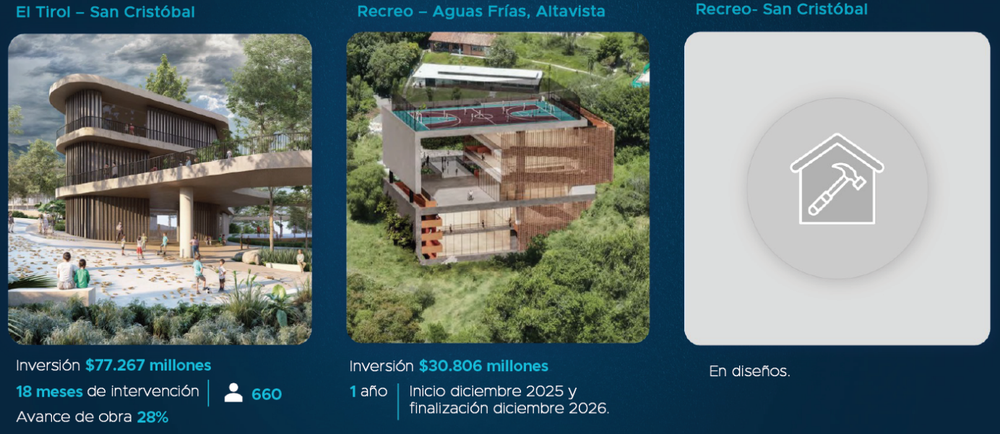 El Tirol – San Cristóbal
Inversión $77.267 millones
18 meses de intervención
660
Avance de obra 28%
Recreo – Aguas Frías, Altavista
Inversión $30.806 millones
1 año
Inicio diciembre 2025 y
finalización diciembre 2026.
Recreo- San Cristóbal
En diseños.